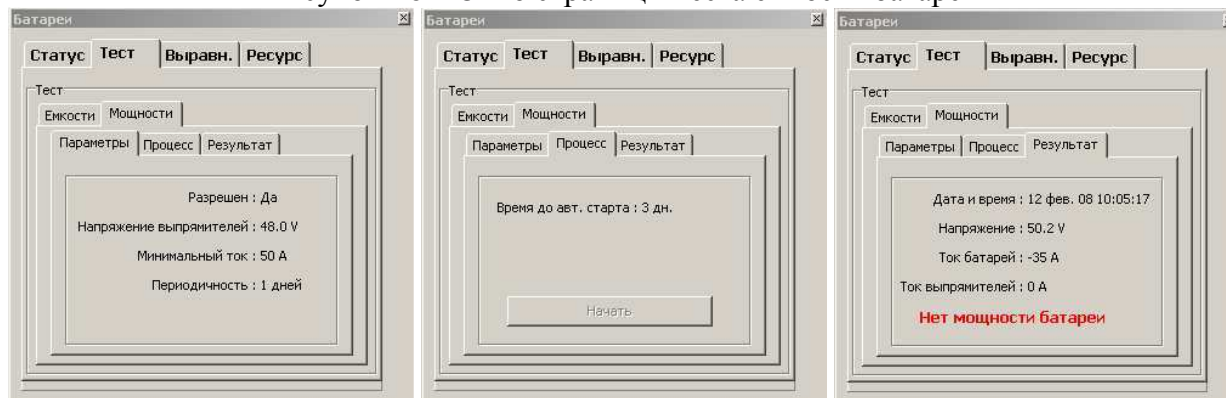 Батареи
Статус Тест Выравн. Ресурс
Тест
Емкости Мощности
Параметры Процесс Результат
Разрешен : Да
Напряжение выпрямителей : 48.0 V
Минимальный ток : 50 A
Периодичность : 1 дней
Батареи
Статус Тест Выравн. Ресурс
Тест
Емкости Мощности
Параметры Процесс Результат
Время до авт. старта : 3 дн.
Начать
Батареи
Статус Тест Выравн. Ресурс
Тест
Емкости Мощности
Параметры Процесс Результат
Дата и время : 12 фев. 08 10:05:17
Напряжение : 50.2 V
Ток батарей : -35 A
Ток выпрямителей : 0 A
Нет мощности батареи